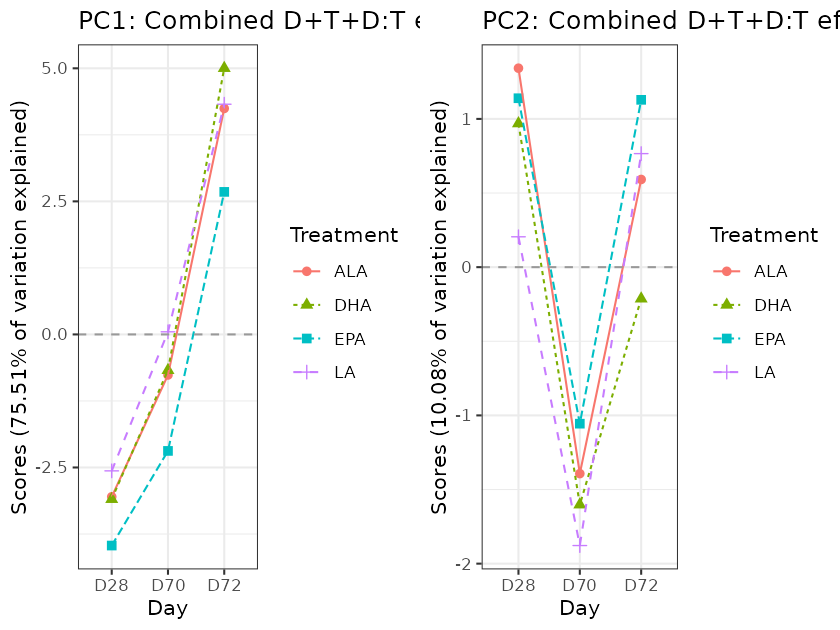 PC1: Combined D+T+D:T e
Scores (75.51% of variation explained)
5.0
2.5
0.0
-2.5
D28 D70 D72
Day
Treatment
ALA
DHA
EPA
LA
PC2: Combined D+T+D:T ef
Scores (10.08% of variation explained)
1
0
-1
-2
D28 D70 D72
Day
Treatment
ALA
DHA
EPA
LA